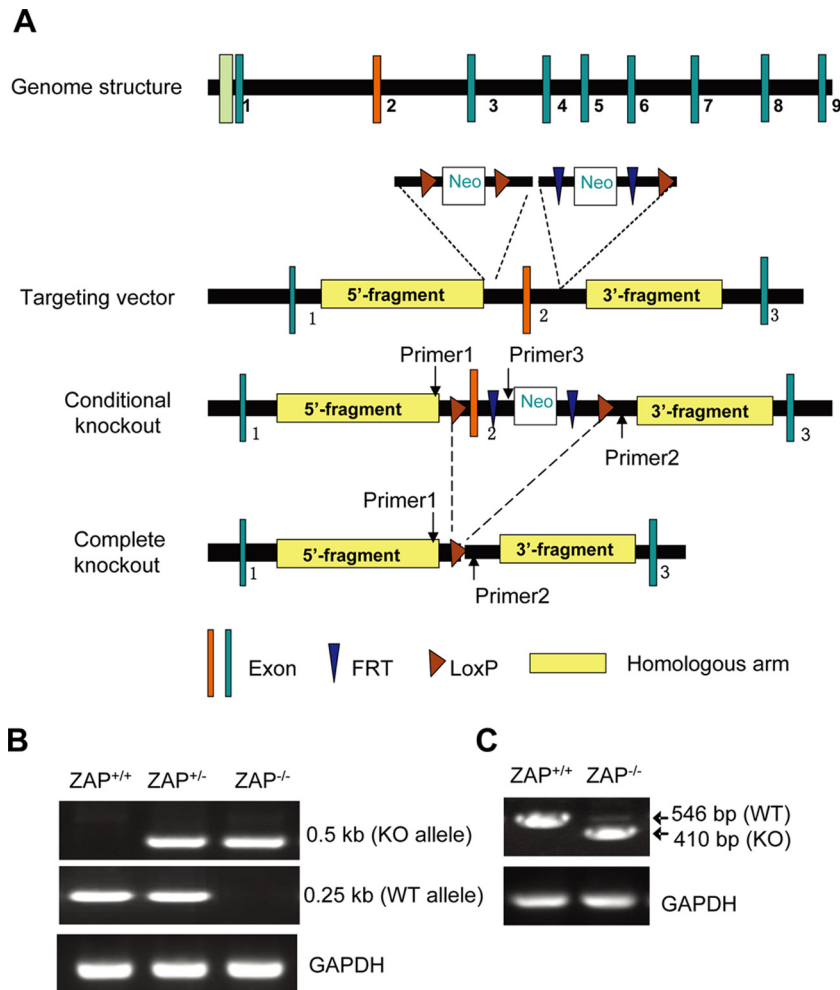 A
Genome structure
1 2 3 4 5 6 7 8 9
Neo Neo
Targeting vector
5'-fragment 3'-fragment
1 2 3
Primer1 Primer3
Conditional
knockout
5'-fragment Neo 3'-fragment
1 2 3
Primer2
Primer1
Complete
knockout
5'-fragment 3'-fragment
1 3
Primer2
Exon FRT LoxP Homologous arm
B
ZAP+/+ ZAP+/- ZAP-/-
0.5 kb (KO allele)
0.25 kb (WT allele)
GAPDH
C
ZAP+/+ ZAP-/-
546 bp (WT)
410 bp (KO)
GAPDH